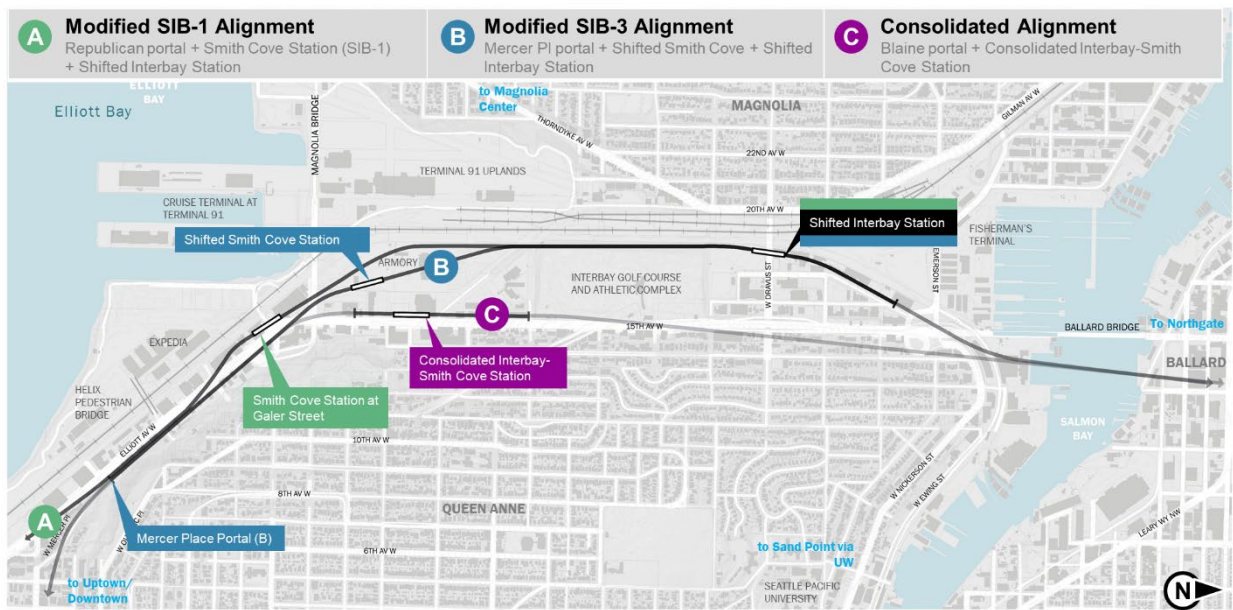 A
Modified SIB-1 Alignment
Republican portal + Smith Cove Station (SIB-1)
+ Shifted Interbay Station
B
Modified SIB-3 Alignment
Mercer Pl portal + Shifted Smith Cove + Shifted
Interbay Station
C
Consolidated Alignment
Blaine portal + Consolidated Interbay-Smith
Cove Station
ELLIOTT
BAY
Elliott Bay
MAGNOLIA BRIDGE
to Magnolia
Center
THORNDYKE AV W
MAGNOLIA
GILMAN AV W
22ND AV W
TERMINAL 91 UPLANDS
CRUISE TERMINAL AT
TERMINAL 91
20TH AV W
Shifted Interbay Station
FISHERMAN'S
TERMINAL
Shifted Smith Cove Station
ARMORY
B
INTERBAY GOLF COURSE
AND ATHLETIC COMPLEX
W DRAVUS ST
EMERSON ST
C
15TH AV W
BALLARD BRIDGE
To Northgate
EXPEDIA
Consolidated Interbay-
Smith Cove Station
BALLARD
HELIX
PEDESTRIAN
BRIDGE
Smith Cove Station at
Galer Street
ELLIOTT AV W
10TH AV W
SALMON
BAY
W NICKERSON ST
W EWING ST
8TH AV W
QUEEN ANNE
A
W MERCER PL
Mercer Place Portal (B)
6TH AV W
LEARY WY NW
to Sand Point via
UW
to Uptown/
Downtown
SEATTLE PACIFIC
UNIVERSITY
N